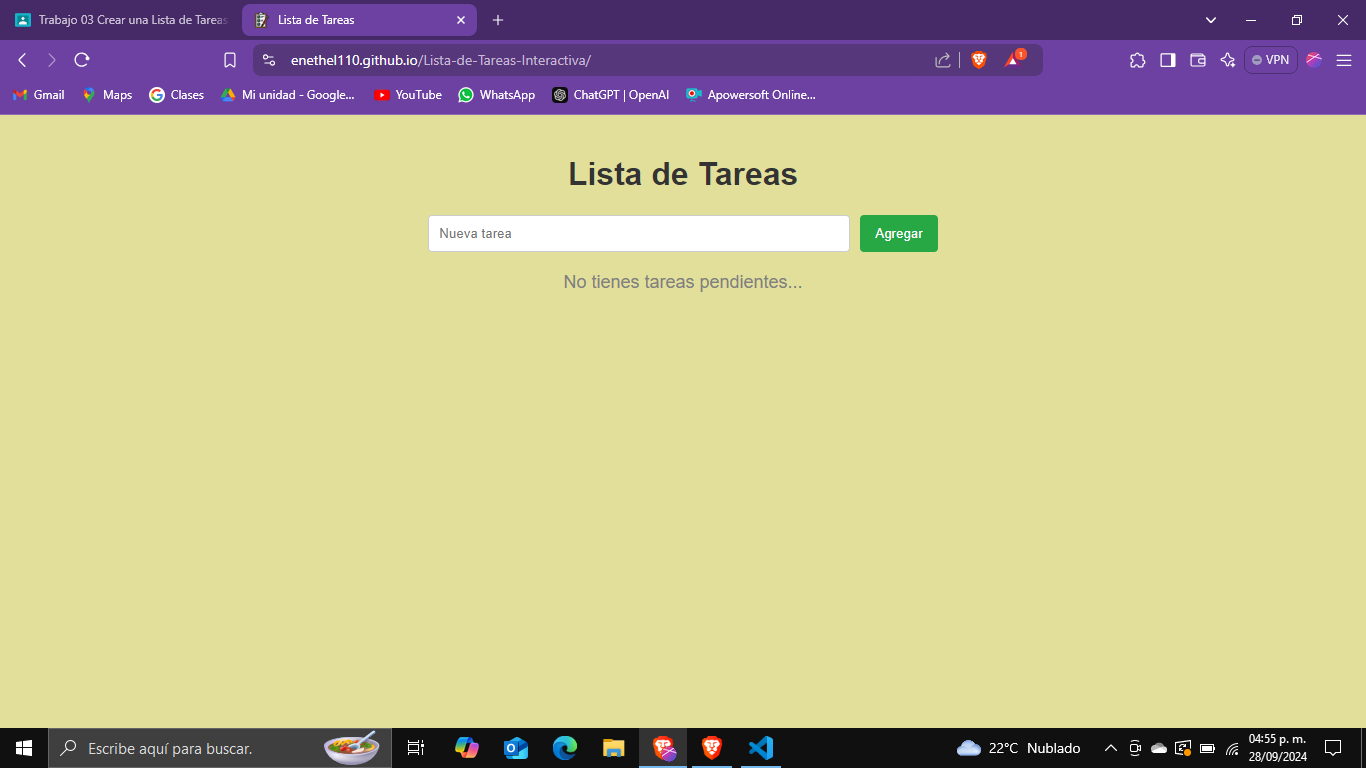 Trabajo 03 Crear una Lista de Tareas
Lista de Tareas
enethel110.github.io/Lista-de-Tareas-Interactiva/
1
VPN
Gmail
Maps
Clases
Mi unidad - Google...
YouTube
WhatsApp
ChatGPT | OpenAI
Apowersoft Online...
Lista de Tareas
Nueva tarea
Agregar
No tienes tareas pendientes...
Escribe aquí para buscar.
22°C Nublado
04:55 p. m.
28/09/2024